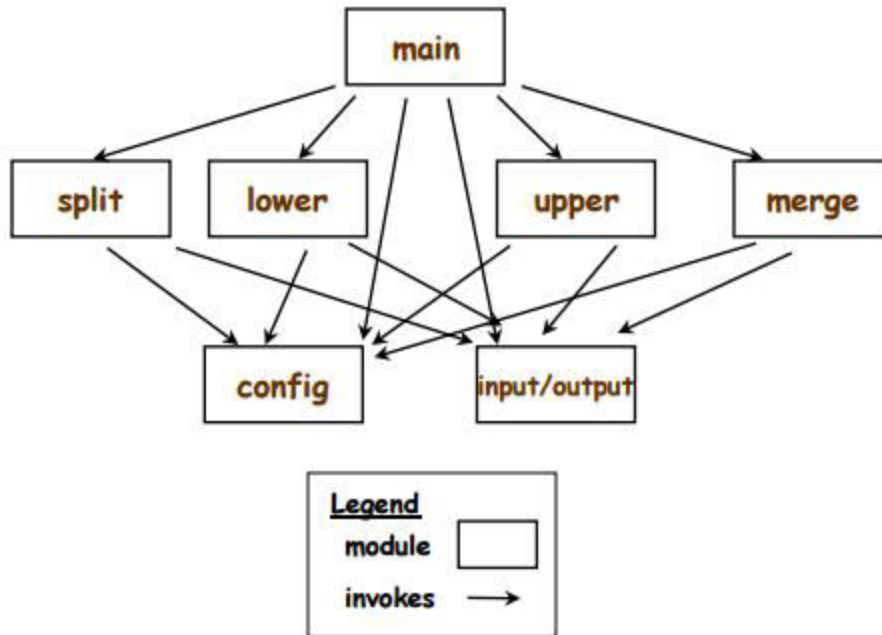 main
split
lower
upper
merge
config
input/output
Legend
module
invokes